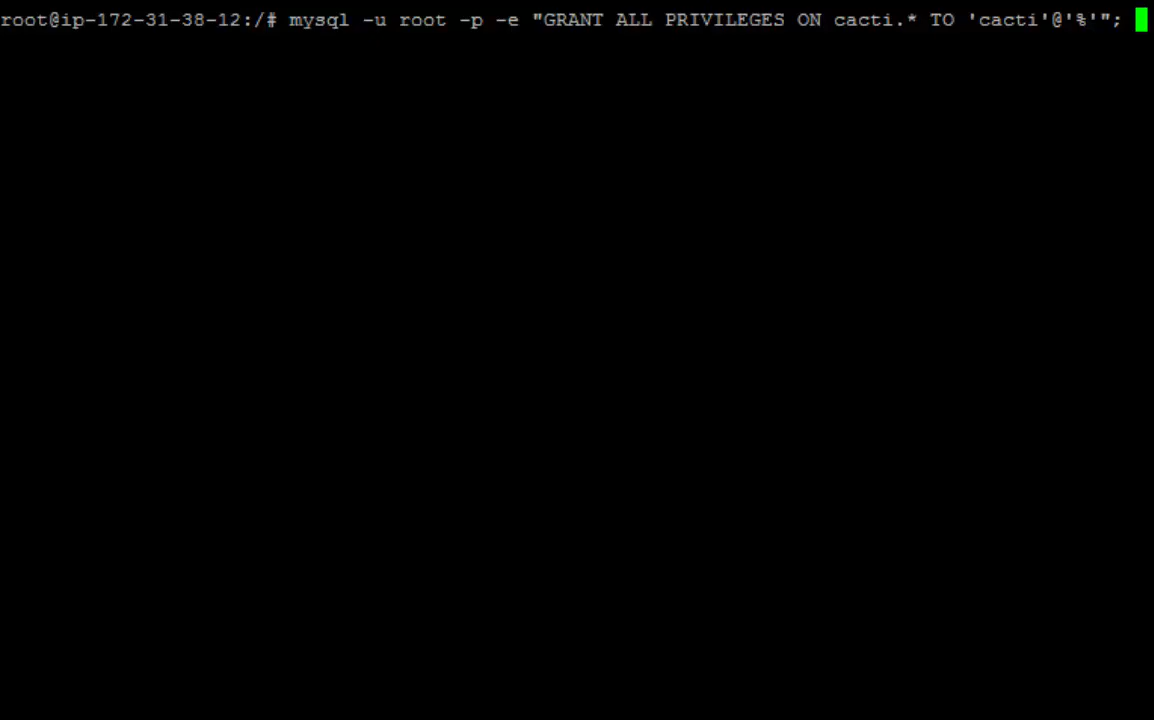 root@ip-172-31-38-12:/# mysql -u root -p -e "GRANT ALL PRIVILEGES ON cacti.* TO 'cacti'@'%'";